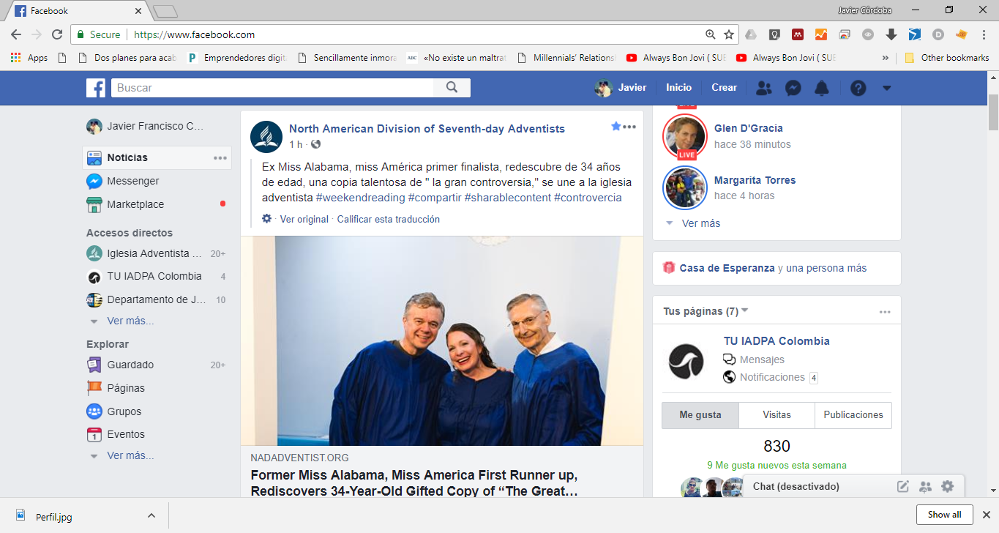 Facebook
Javier Córdoba
Secure https://www.facebook.com
Apps
Dos planes para acab
Emprendedores digit
Sencillamente inmora
ABC «No existe un maltrat
Millennials' Relations
Always Bon Jovi ( SUB
Always Bon Jovi ( SUE
Other bookmarks
Buscar
Javier
Inicio
Crear
Javier Francisco C...
Noticias
Messenger
Marketplace
Accesos directos
Iglesia Adventista ... 20+
TU IADPA Colombia 4
Departamento de J... 10
Ver más...
Explorar
Guardado 20+
Páginas
Grupos
Eventos
Ver más...
North American Division of Seventh-day Adventists
1 h ·
Ex Miss Alabama, miss América primer finalista, redescubre de 34 años
de edad, una copia talentosa de " la gran controversia," se une a la iglesia
adventista #weekendreading #compartir #sharablecontent #controvercia
· Ver original · Calificar esta traducción
NADADVENTIST.ORG
Former Miss Alabama, Miss America First Runner up,
Rediscovers 34-Year-Old Gifted Copy of “The Great...
LIVE
Glen D'Gracia
hace 38 minutos
LIVE
Margarita Torres
hace 4 horas
Ver más
Casa de Esperanza y una persona más
Tus páginas (7)
TU IADPA Colombia
Mensajes
Notificaciones 4
Me gusta
Visitas
Publicaciones
830
9 Me gusta nuevos esta semana
Chat (desactivado)
Perfil.jpg
Show all